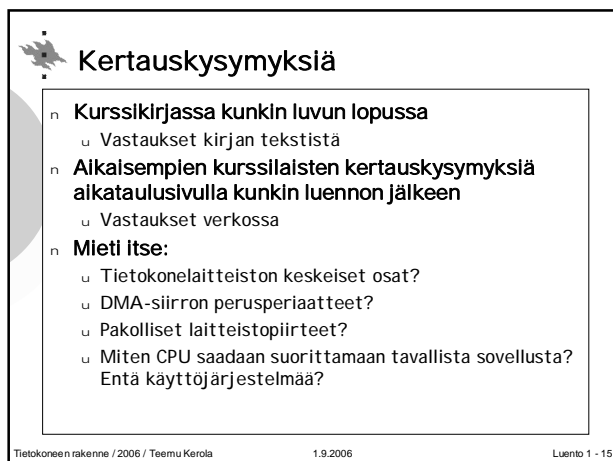 Kertauskysymyksiä
n Kurssikirjassa kunkin luvun lopussa
u Vastaukset kirjan tekstistä
n Aikaisempien kurssilaisten kertauskysymyksiä
aikataulusivulla kunkin luennon jälkeen
u Vastaukset verkossa
n Mieti itse:
u Tietokonelaitteiston keskeiset osat?
u DMA-siirron perusperiaatteet?
u Pakolliset laitteistopiirteet?
u Miten CPU saadaan suorittamaan tavallista sovellusta?
Entä käyttöjärjestelmää?
Tietokoneen rakenne / 2006 / Teemu Kerola 1.9.2006 Luento 1 - 15